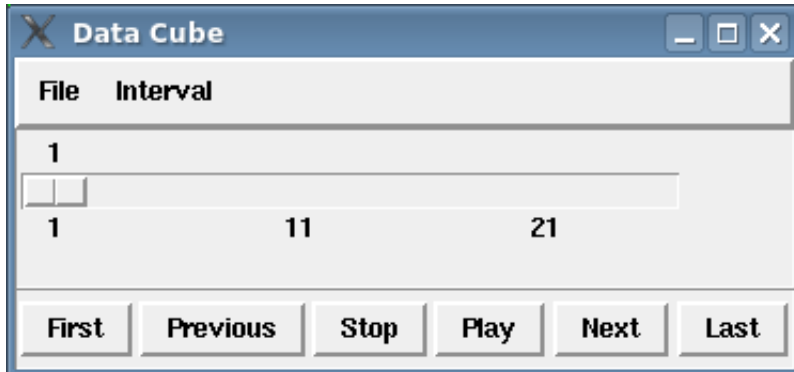 Data Cube
File Interval
1
1 11 21
First Previous Stop Play Next Last